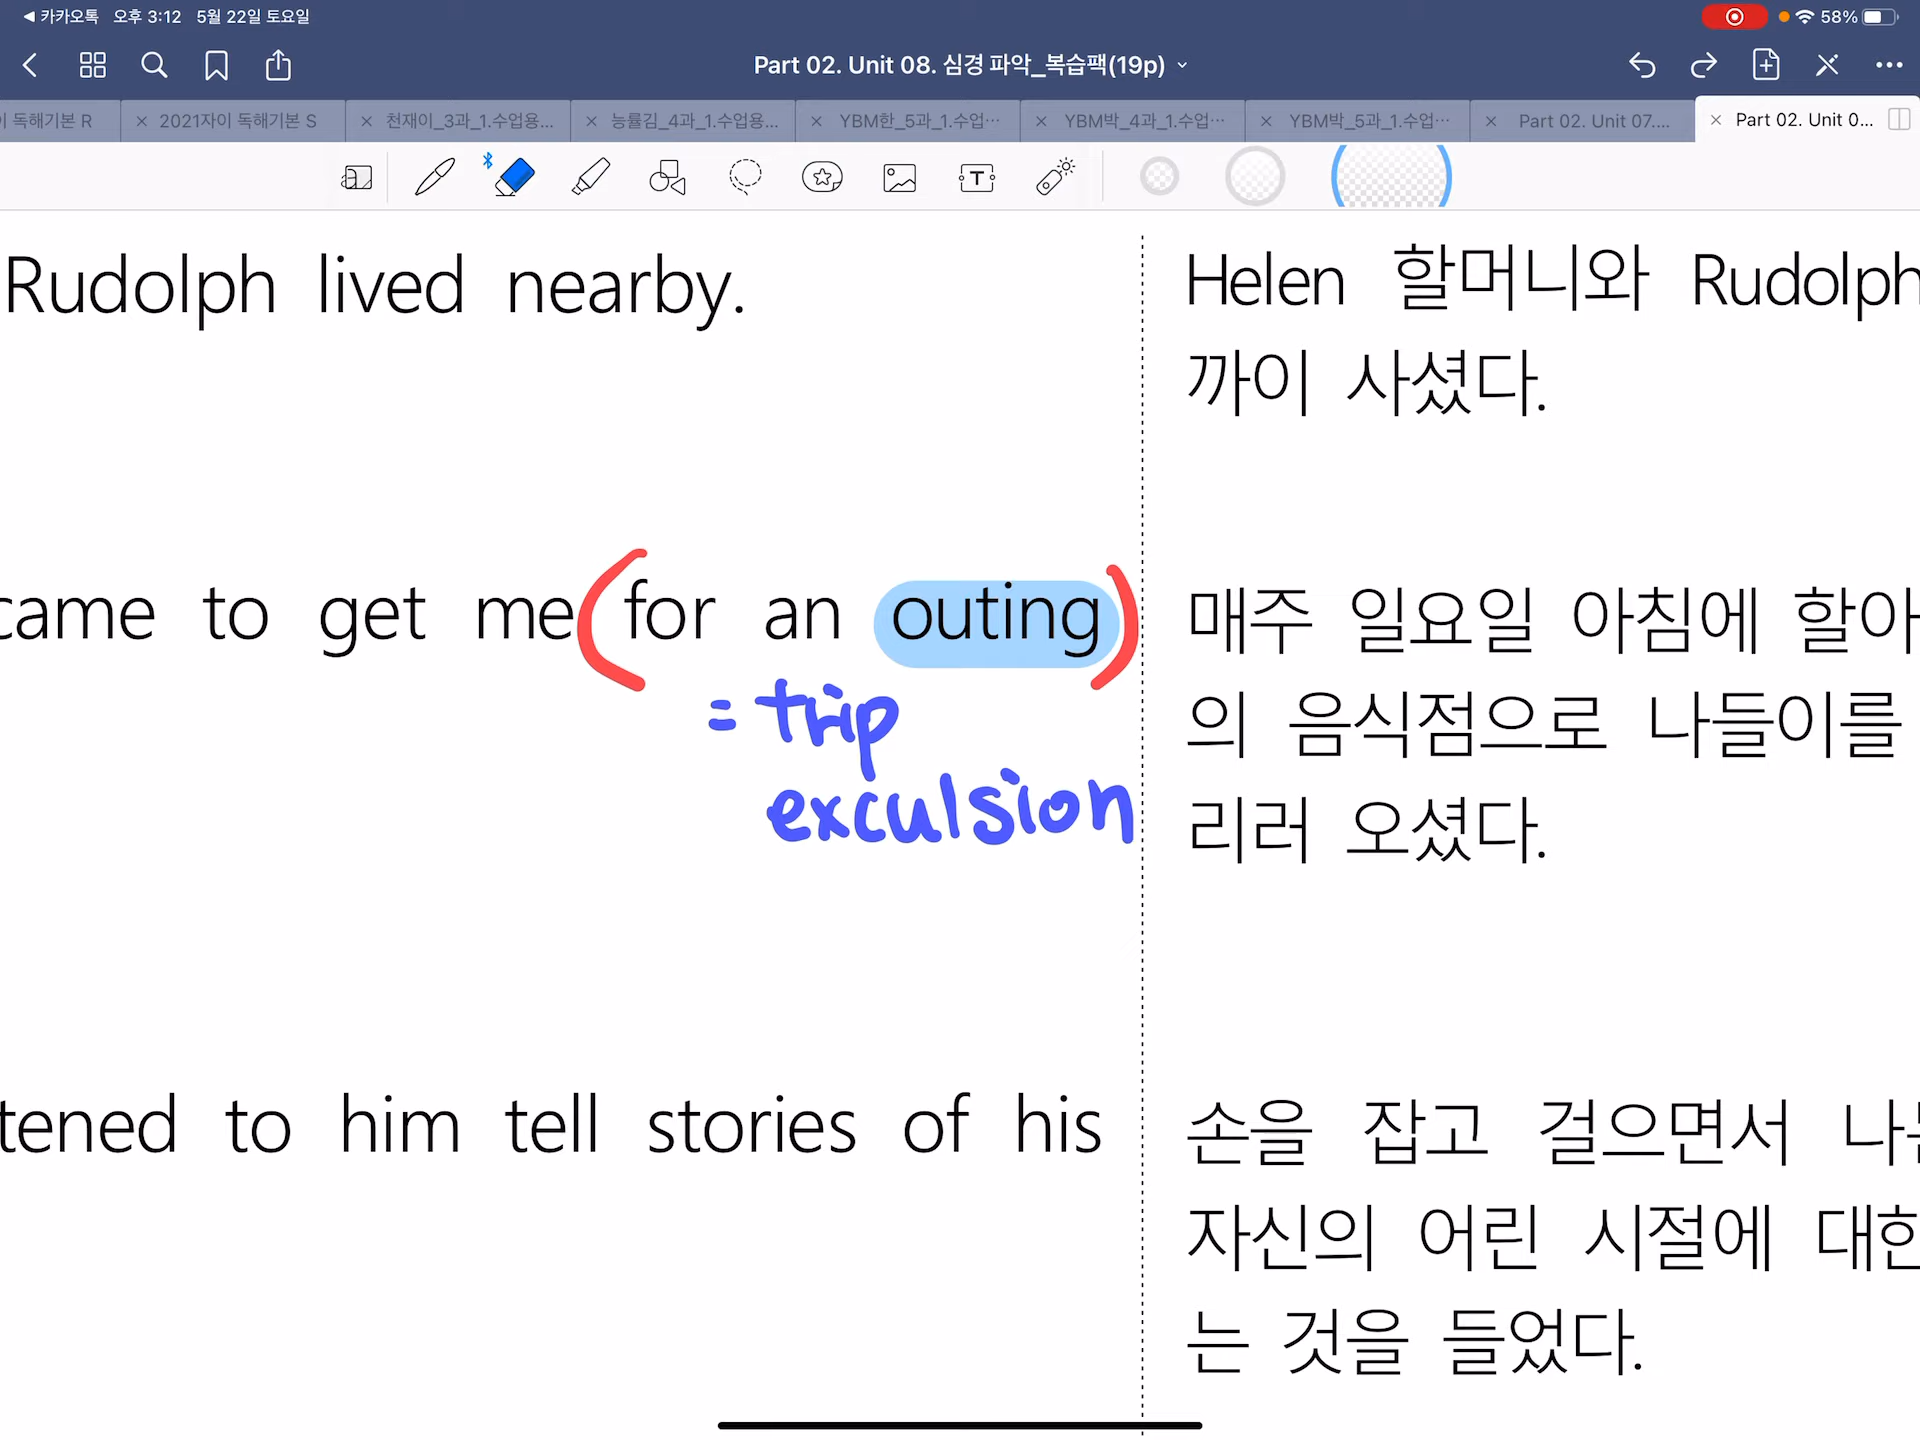 ◀ 카카오톡 오후 3:12 5월 22일 토요일
58%
Part 02. Unit 08. 심경 파악_복습팩(19p)
독해기본 R
× 2021자이 독해기본 S
× 천재이_3과_1.수업용...
× 능률김_4과_1.수업용...
× YBM한_5과_1.수업...
× YBM박_4과_1.수업...
× YBM박_5과_1.수업...
× Part 02. Unit 07....
× Part 02. Unit 0...
Rudolph lived nearby.
came to get me (for an outing)
= trip
exculsion
tened to him tell stories of his
Helen 할머니와 Rudolph
까이 사셨다.
매주 일요일 아침에 할아
의 음식점으로 나들이를
리러 오셨다.
손을 잡고 걸으면서 나는
자신의 어린 시절에 대한
는 것을 들었다.